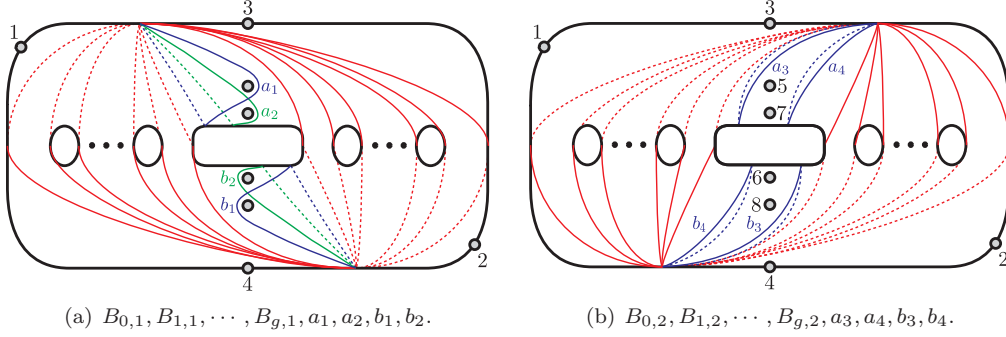 1
3
a₁
a₂
b₂
b₁
4
2
1
3
a₃
a₄
5
7
6
8
b₄
b₃
4
2
(a) B₀,₁, B₁,₁, ··· , B_g,₁, a₁, a₂, b₁, b₂.
(b) B₀,₂, B₁,₂, ··· , B_g,₂, a₃, a₄, b₃, b₄.